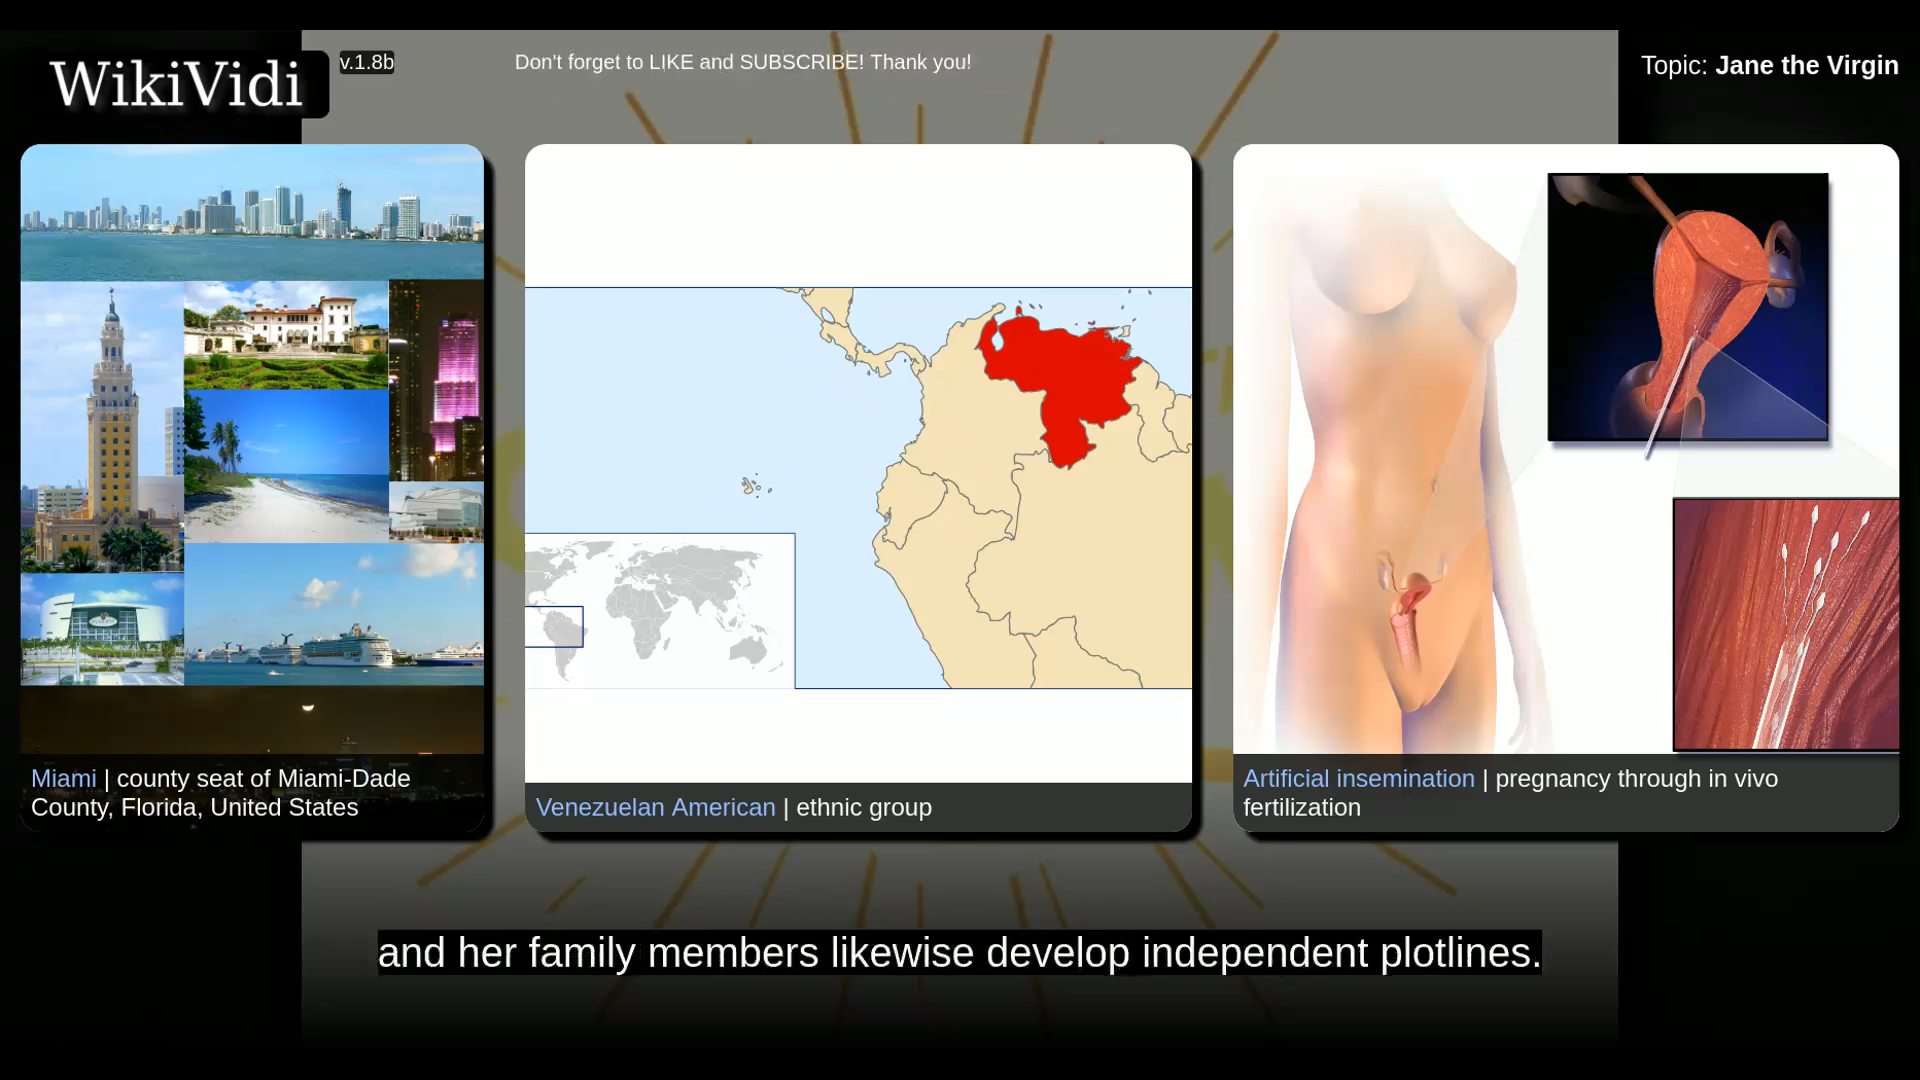 WikiVidi
v.1.8b
Don't forget to LIKE and SUBSCRIBE! Thank you!
Topic: Jane the Virgin
Miami | county seat of Miami-Dade
County, Florida, United States
Venezuelan American | ethnic group
Artificial insemination | pregnancy through in vivo
fertilization
and her family members likewise develop independent plotlines.